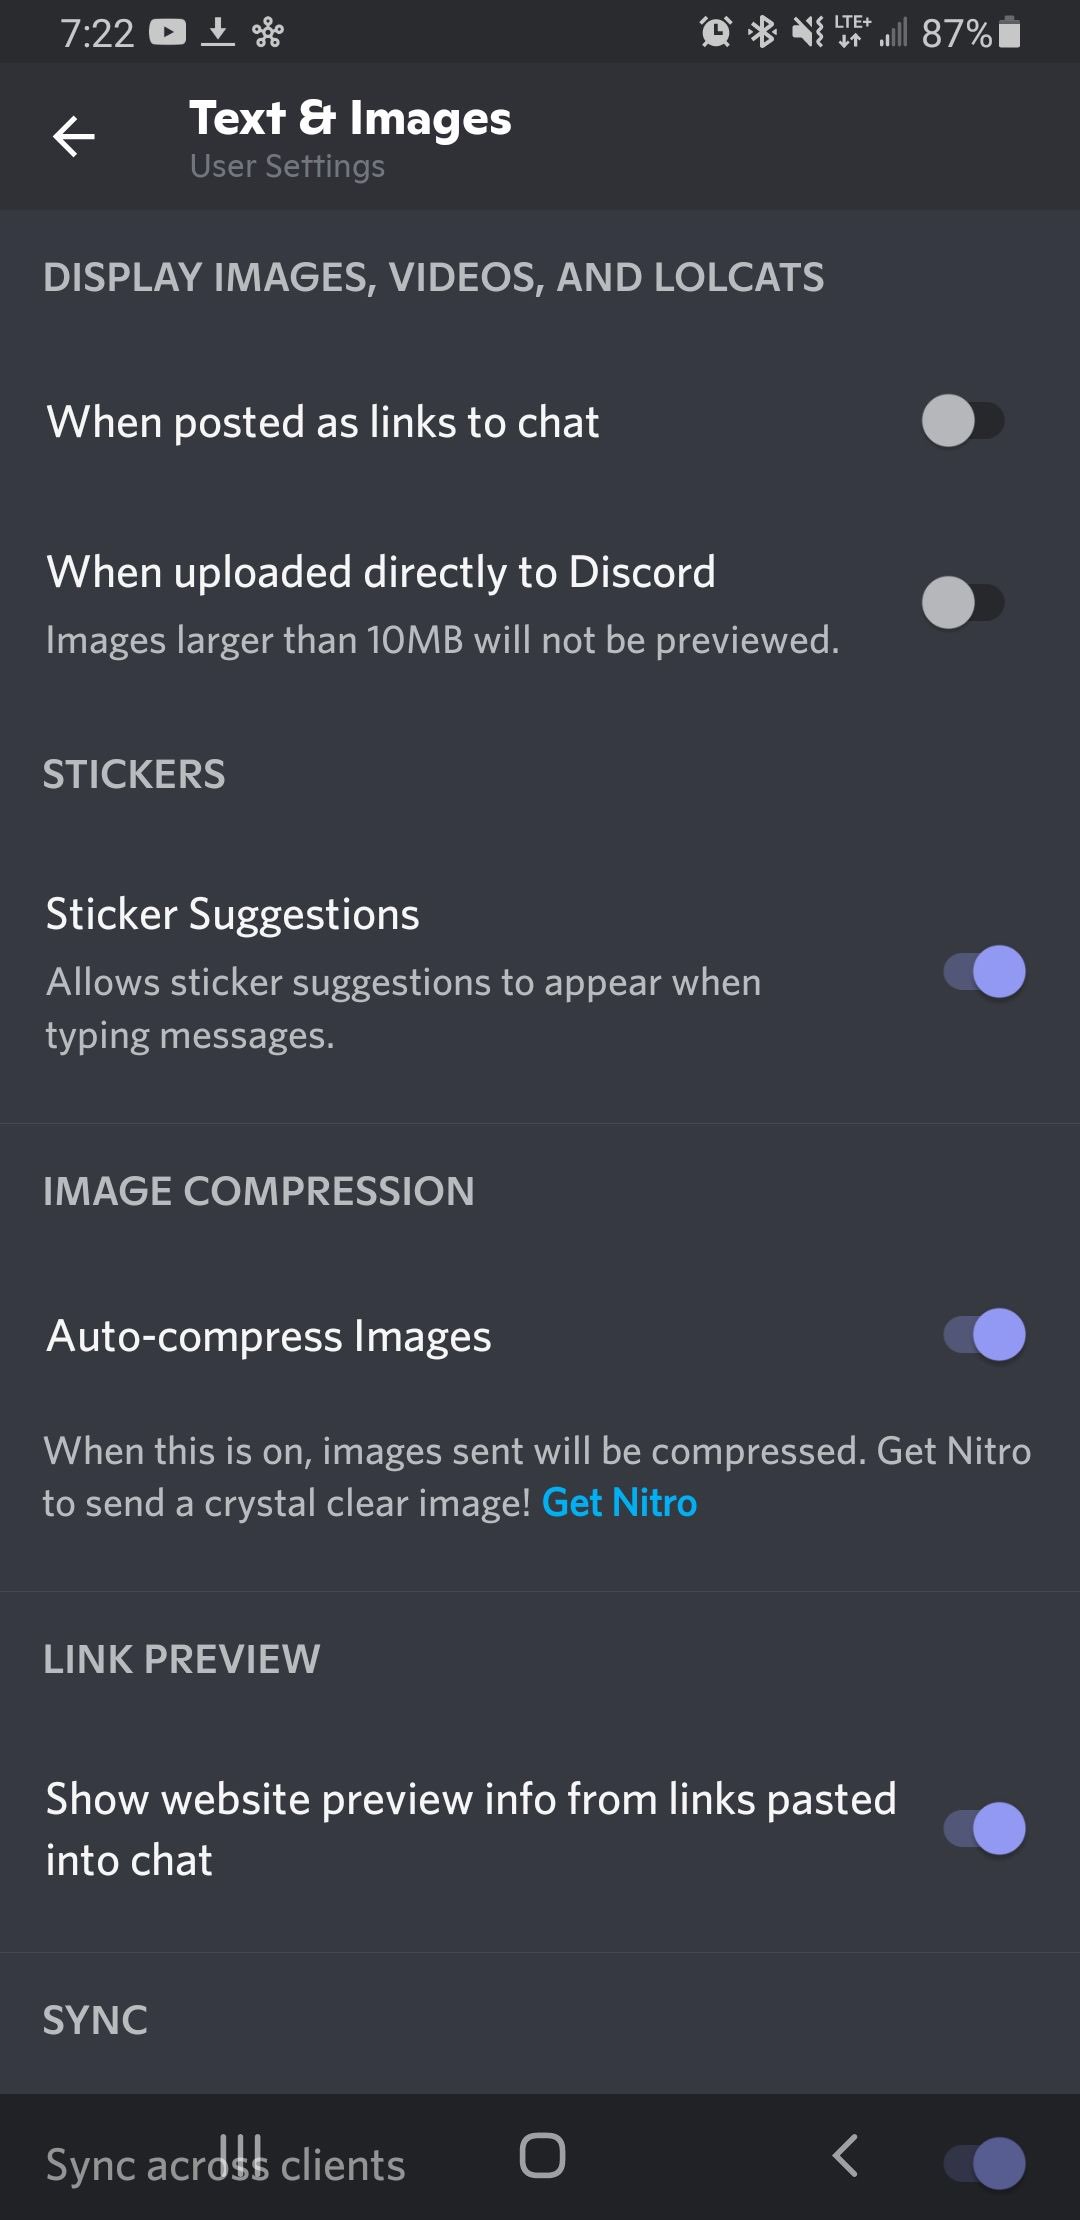 7:22
LTE+
87%
Text & Images
User Settings
DISPLAY IMAGES, VIDEOS, AND LOLCATS
When posted as links to chat
When uploaded directly to Discord
Images larger than 10MB will not be previewed.
STICKERS
Sticker Suggestions
Allows sticker suggestions to appear when
typing messages.
IMAGE COMPRESSION
Auto-compress Images
When this is on, images sent will be compressed. Get Nitro
to send a crystal clear image! Get Nitro
LINK PREVIEW
Show website preview info from links pasted
into chat
SYNC
Sync across clients